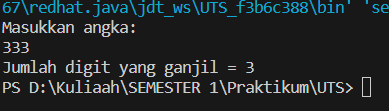 67\redhat.java\jdt_ws\UTS_f3b6c388\bin' 'se
Masukkan angka:
333
Jumlah digit yang ganjil = 3
PS D:\Kuliaah\SEMESTER 1\Praktikum\UTS>